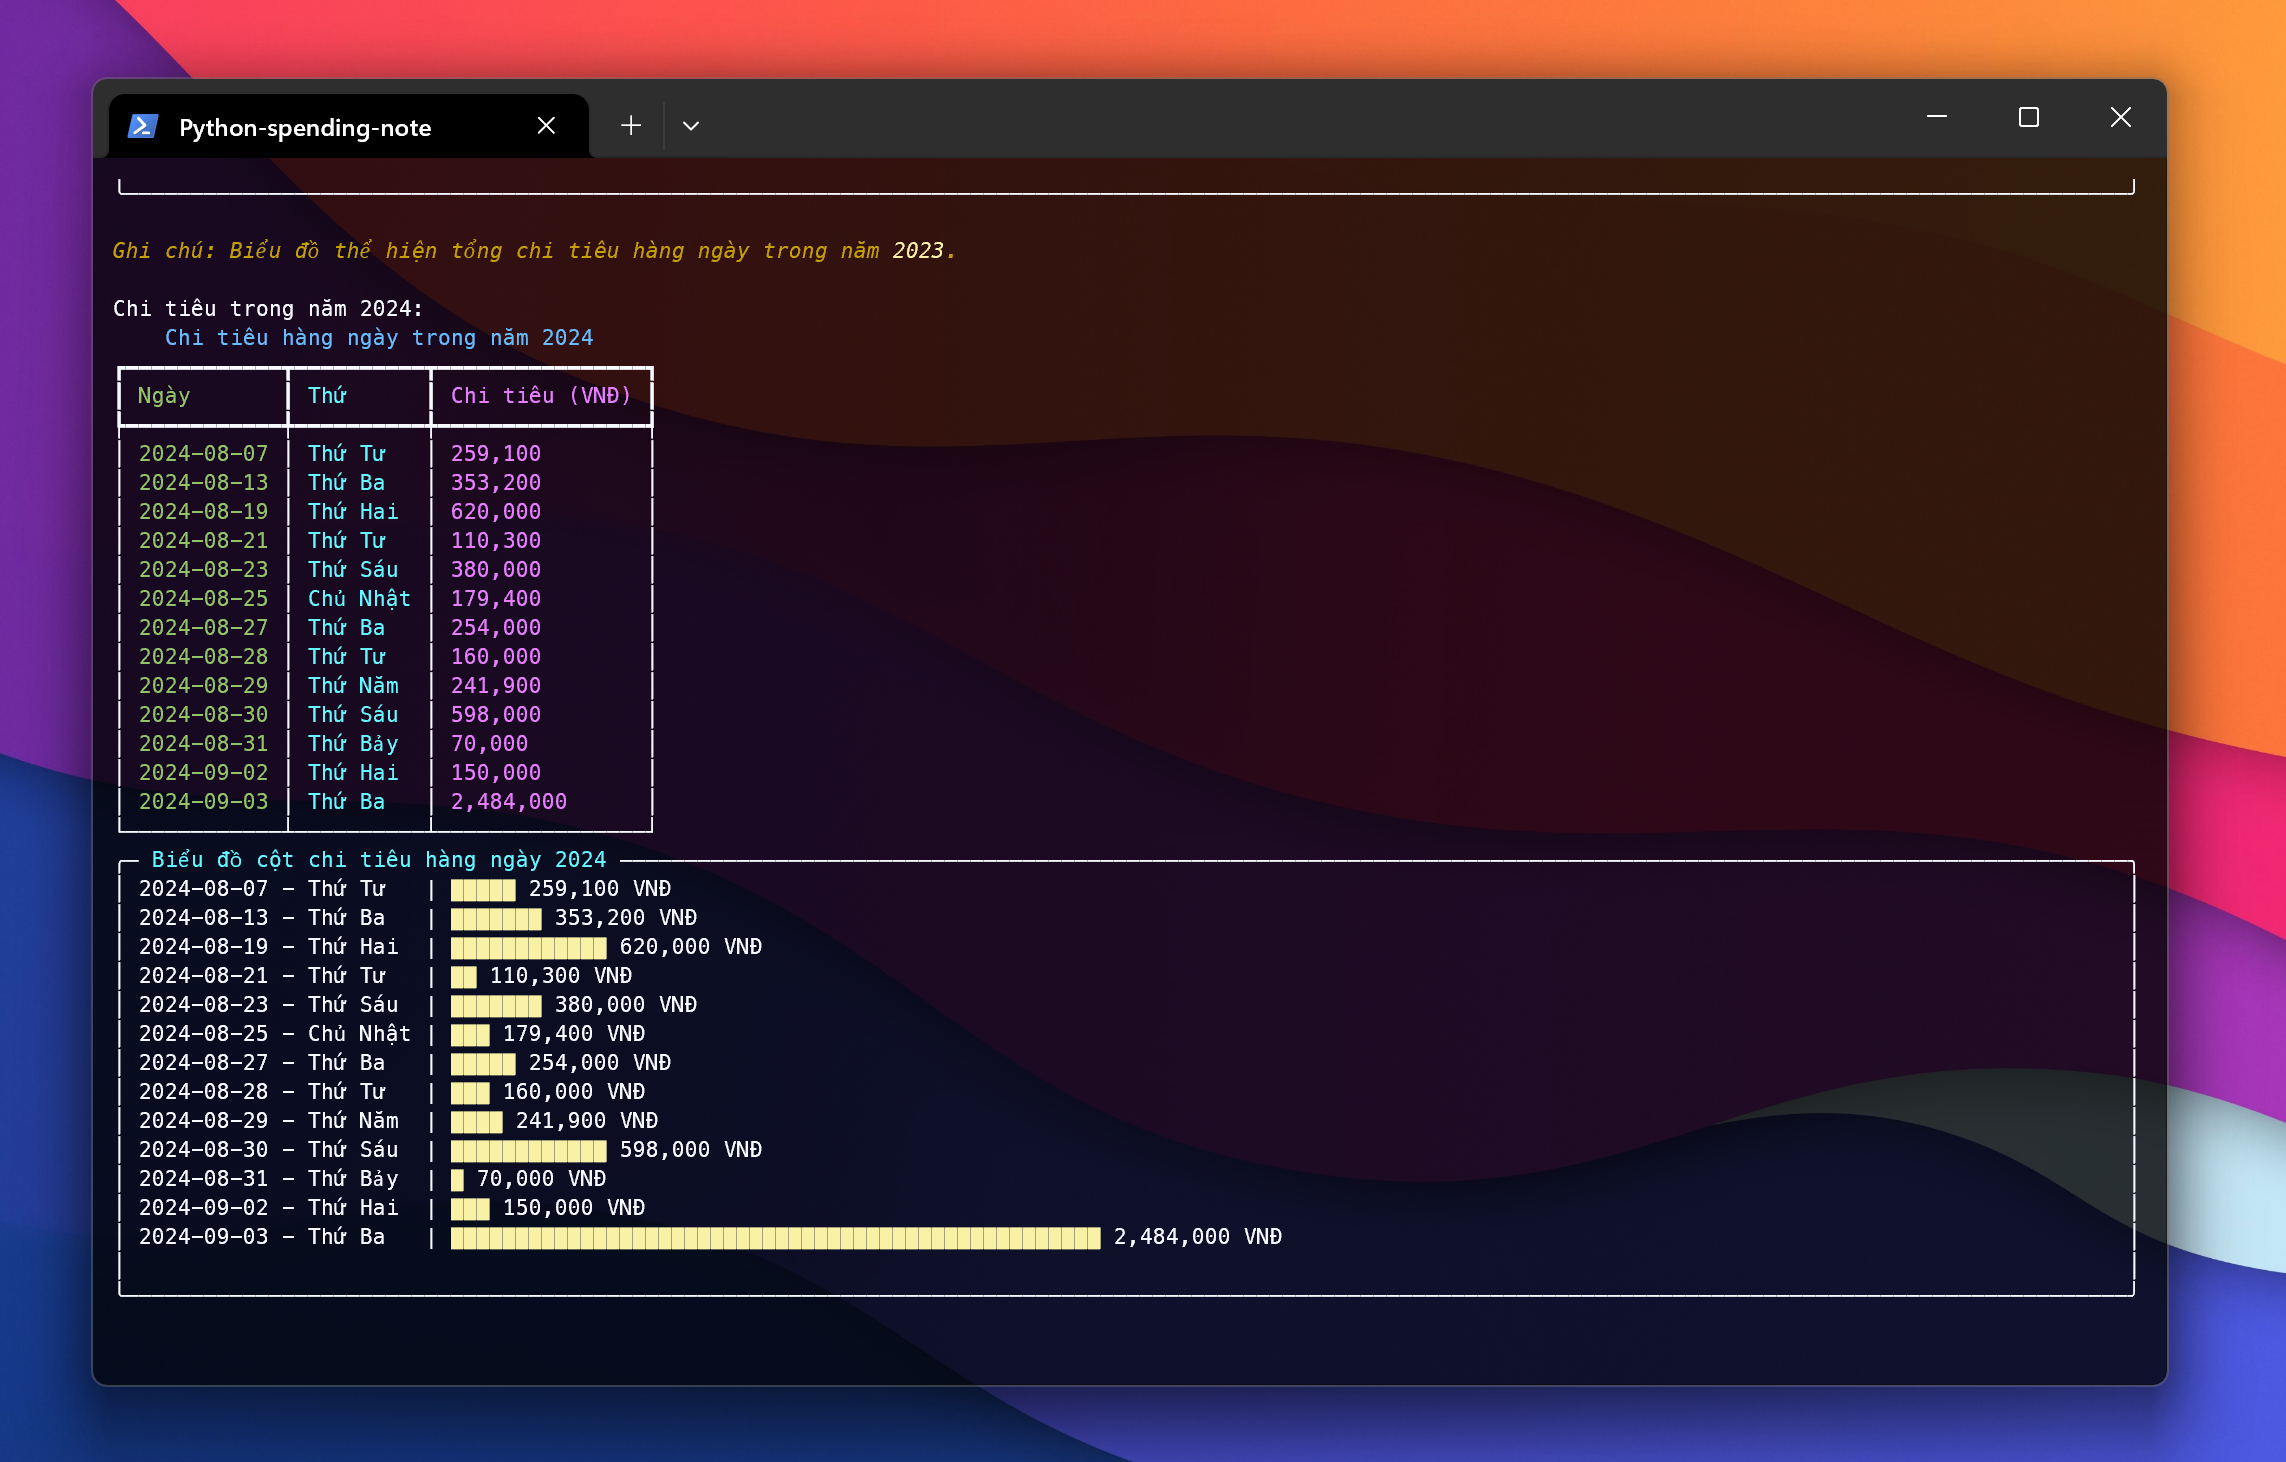 Python-spending-note
Ghi chú: Biểu đồ thể hiện tổng chi tiêu hàng ngày trong năm 2023.
Chi tiêu trong năm 2024:
Chi tiêu hàng ngày trong năm 2024
Ngày Thứ Chi tiêu (VNĐ)
2024-08-07 Thứ Tư 259,100
2024-08-13 Thứ Ba 353,200
2024-08-19 Thứ Hai 620,000
2024-08-21 Thứ Tư 110,300
2024-08-23 Thứ Sáu 380,000
2024-08-25 Chủ Nhật 179,400
2024-08-27 Thứ Ba 254,000
2024-08-28 Thứ Tư 160,000
2024-08-29 Thứ Năm 241,900
2024-08-30 Thứ Sáu 598,000
2024-08-31 Thứ Bảy 70,000
2024-09-02 Thứ Hai 150,000
2024-09-03 Thứ Ba 2,484,000
Biểu đồ cột chi tiêu hàng ngày 2024
2024-08-07 - Thứ Tư | 259,100 VNĐ
2024-08-13 - Thứ Ba | 353,200 VNĐ
2024-08-19 - Thứ Hai | 620,000 VNĐ
2024-08-21 - Thứ Tư | 110,300 VNĐ
2024-08-23 - Thứ Sáu | 380,000 VNĐ
2024-08-25 - Chủ Nhật | 179,400 VNĐ
2024-08-27 - Thứ Ba | 254,000 VNĐ
2024-08-28 - Thứ Tư | 160,000 VNĐ
2024-08-29 - Thứ Năm | 241,900 VNĐ
2024-08-30 - Thứ Sáu | 598,000 VNĐ
2024-08-31 - Thứ Bảy | 70,000 VNĐ
2024-09-02 - Thứ Hai | 150,000 VNĐ
2024-09-03 - Thứ Ba | 2,484,000 VNĐ